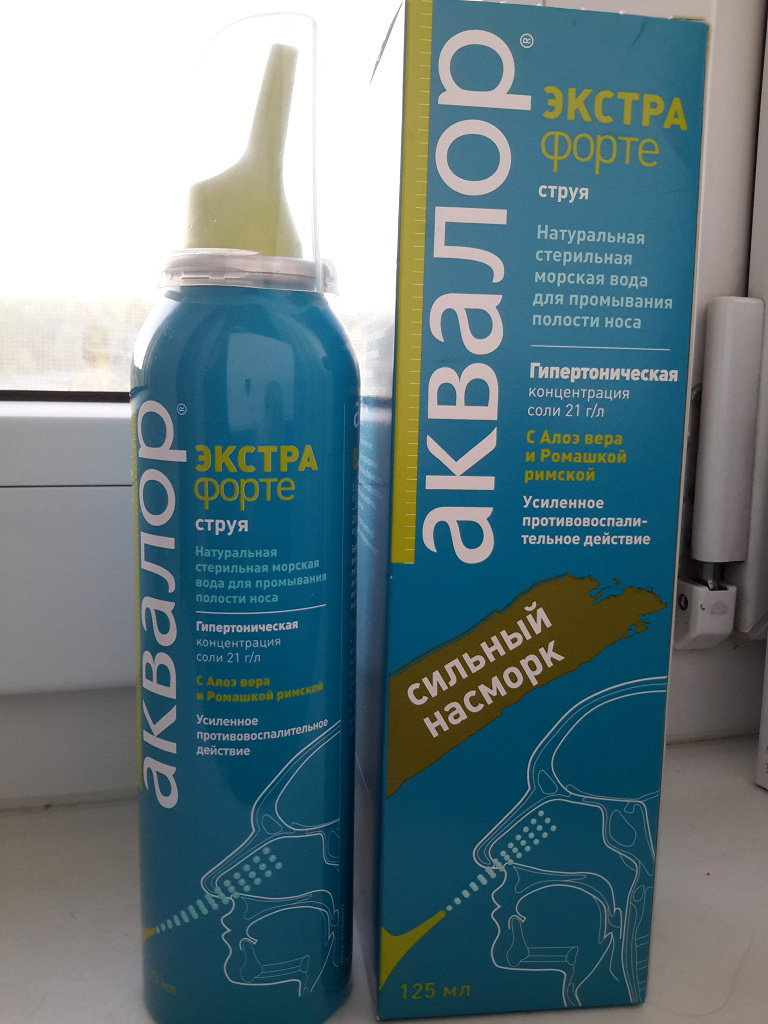 аквалор®
ЭКСТРА
форте
струя
Натуральная
стерильная морская
вода для промывания
полости носа
Гипертоническая
концентрация
соли 21 г/л
С Алоэ вера
и Ромашкой римской
Усиленное
противовоспалительное
действие
мл
аквалор®
ЭКСТРА
форте
струя
Натуральная
стерильная
морская вода
для промывания
полости носа
Гипертоническая
концентрация
соли 21 г/л
С Алоэ вера
и Ромашкой
римской
Усиленное
противовоспали-
тельное действие
сильный
насморк
125 мл